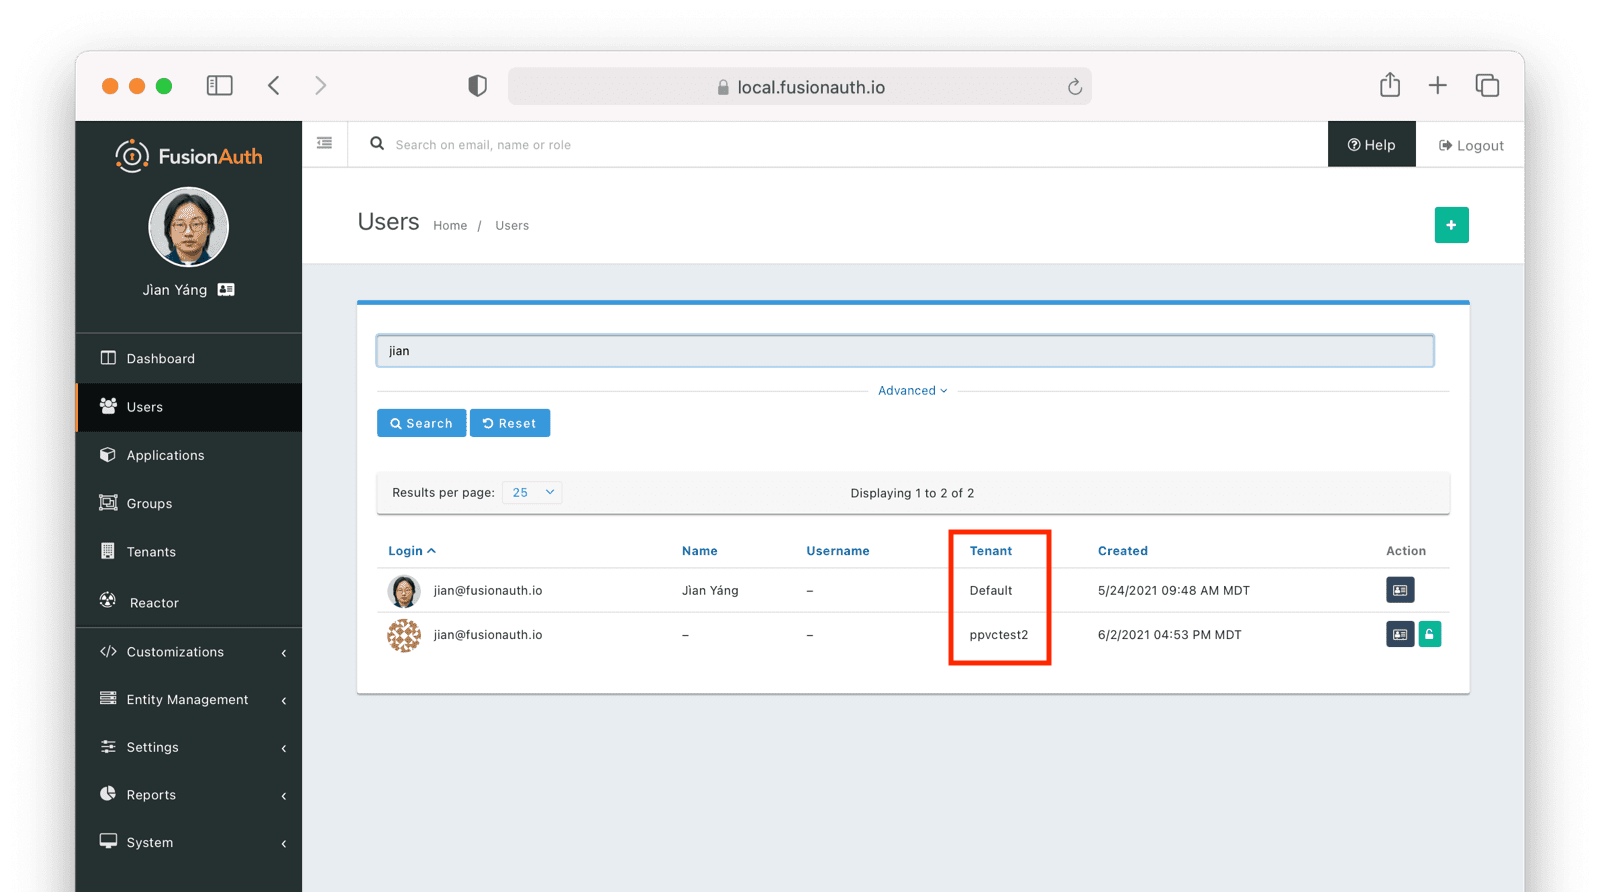 local.fusionauth.io
FusionAuth
Search on email, name or role
Help
Logout
Jìan Yáng
Users
Home / Users
+
Dashboard
Users
Applications
Groups
Tenants
Reactor
Customizations
Entity Management
Settings
Reports
System
jian
Advanced
Search
Reset
Results per page: 25
Displaying 1 to 2 of 2
Login Name Username Tenant Created Action
jian@fusionauth.io Jìan Yáng – Default 5/24/2021 09:48 AM MDT
jian@fusionauth.io – – ppvctest2 6/2/2021 04:53 PM MDT